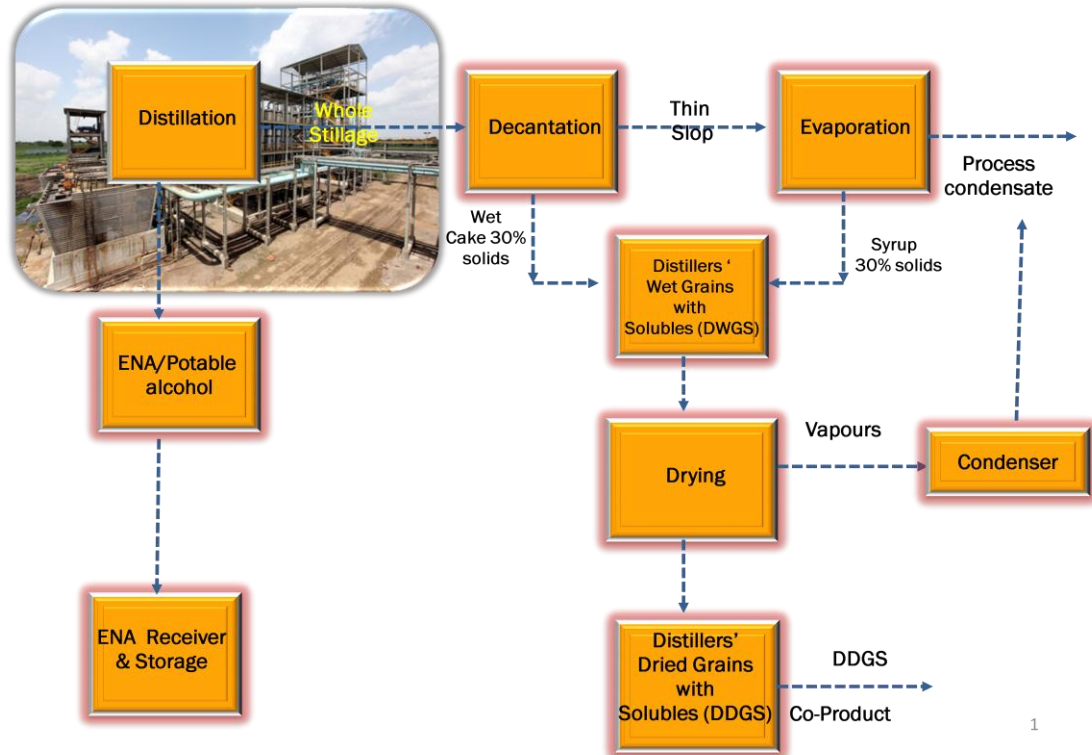 Distillation
Whole
Stillage
Decantation
Thin
Slop
Evaporation
Process
condensate
Wet
Cake 30%
solids
Distillers ‘
Wet Grains
with
Solubles (DWGS)
Syrup
30% solids
ENA/Potable
alcohol
Drying
Vapours
Condenser
ENA Receiver
& Storage
Distillers’
Dried Grains
with
Solubles (DDGS)
DDGS
Co-Product
1